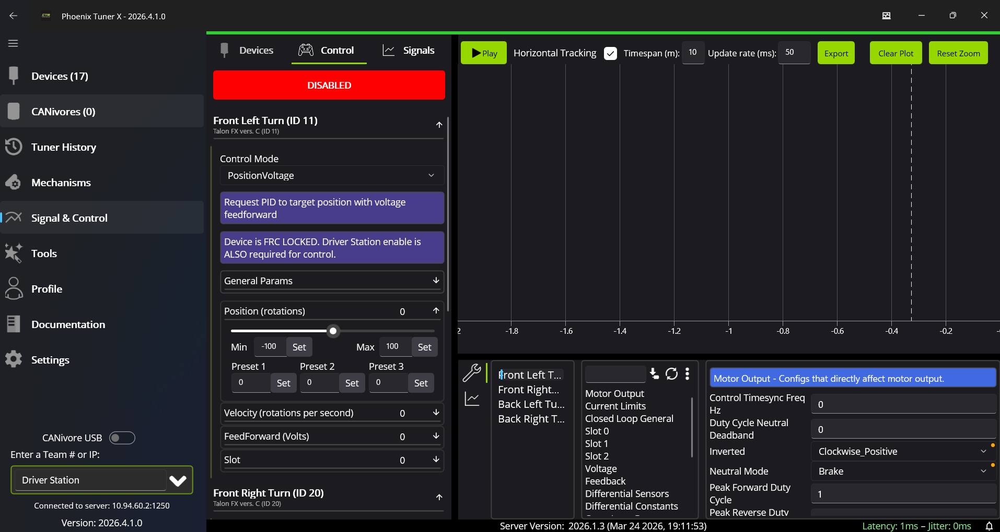 Phoenix Tuner X - 2026.4.1.0
Devices (17)
CANivores (0)
Tuner History
Mechanisms
Signal & Control
Tools
Profile
Documentation
Settings
CANivore USB
Enter a Team # or IP:
Driver Station
Connected to server: 10.94.60.2:1250
Version: 2026.4.1.0
Devices
Control
Signals
DISABLED
Front Left Turn (ID 11)
Talon FX vers. C (ID 11)
Control Mode
PositionVoltage
Request PID to target position with voltage
feedforward
Device is FRC LOCKED. Driver Station enable is
ALSO required for control.
General Params
Position (rotations) 0
Min -100 Set Max 100 Set
Preset 1 Preset 2 Preset 3
0 Set 0 Set 0 Set
Velocity (rotations per second) 0
FeedForward (Volts) 0
Slot 0
Front Right Turn (ID 20)
Talon FX vers. C (ID 20)
Play Horizontal Tracking Timespan (m): 10 Update rate (ms): 50 Export Clear Plot Reset Zoom
2 -1.8 -1.6 -1.4 -1.2 -1 -0.8 -0.6 -0.4 -0.2
Front Left T...
Front Right...
Back Left Tu...
Back Right T...
Motor Output
Current Limits
Closed Loop General
Slot 0
Slot 1
Slot 2
Voltage
Feedback
Differential Sensors
Differential Constants
Motor Output - Configs that directly affect motor output.
Control Timesync Freq
Hz
0
Duty Cycle Neutral
Deadband
0
Inverted Clockwise_Positive
Neutral Mode Brake
Peak Forward Duty
Cycle
1
Peak Reverse Duty
Server Version: 2026.1.3 (Mar 24 2026, 19:11:53)
Latency: 1ms – Jitter: 0ms